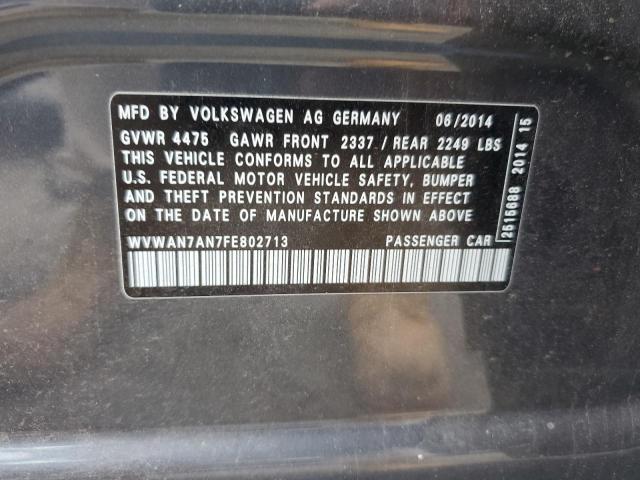 MFD BY VOLKSWAGEN AG GERMANY 06/2014
GVWR 4475 GAWR FRONT 2337 / REAR 2249 LBS
THIS VEHICLE CONFORMS TO ALL APPLICABLE
U.S. FEDERAL MOTOR VEHICLE SAFETY, BUMPER
AND THEFT PREVENTION STANDARDS IN EFFECT
ON THE DATE OF MANUFACTURE SHOWN ABOVE
WVWAN7AN7FE802713 PASSENGER CAR
2515688 2014 15